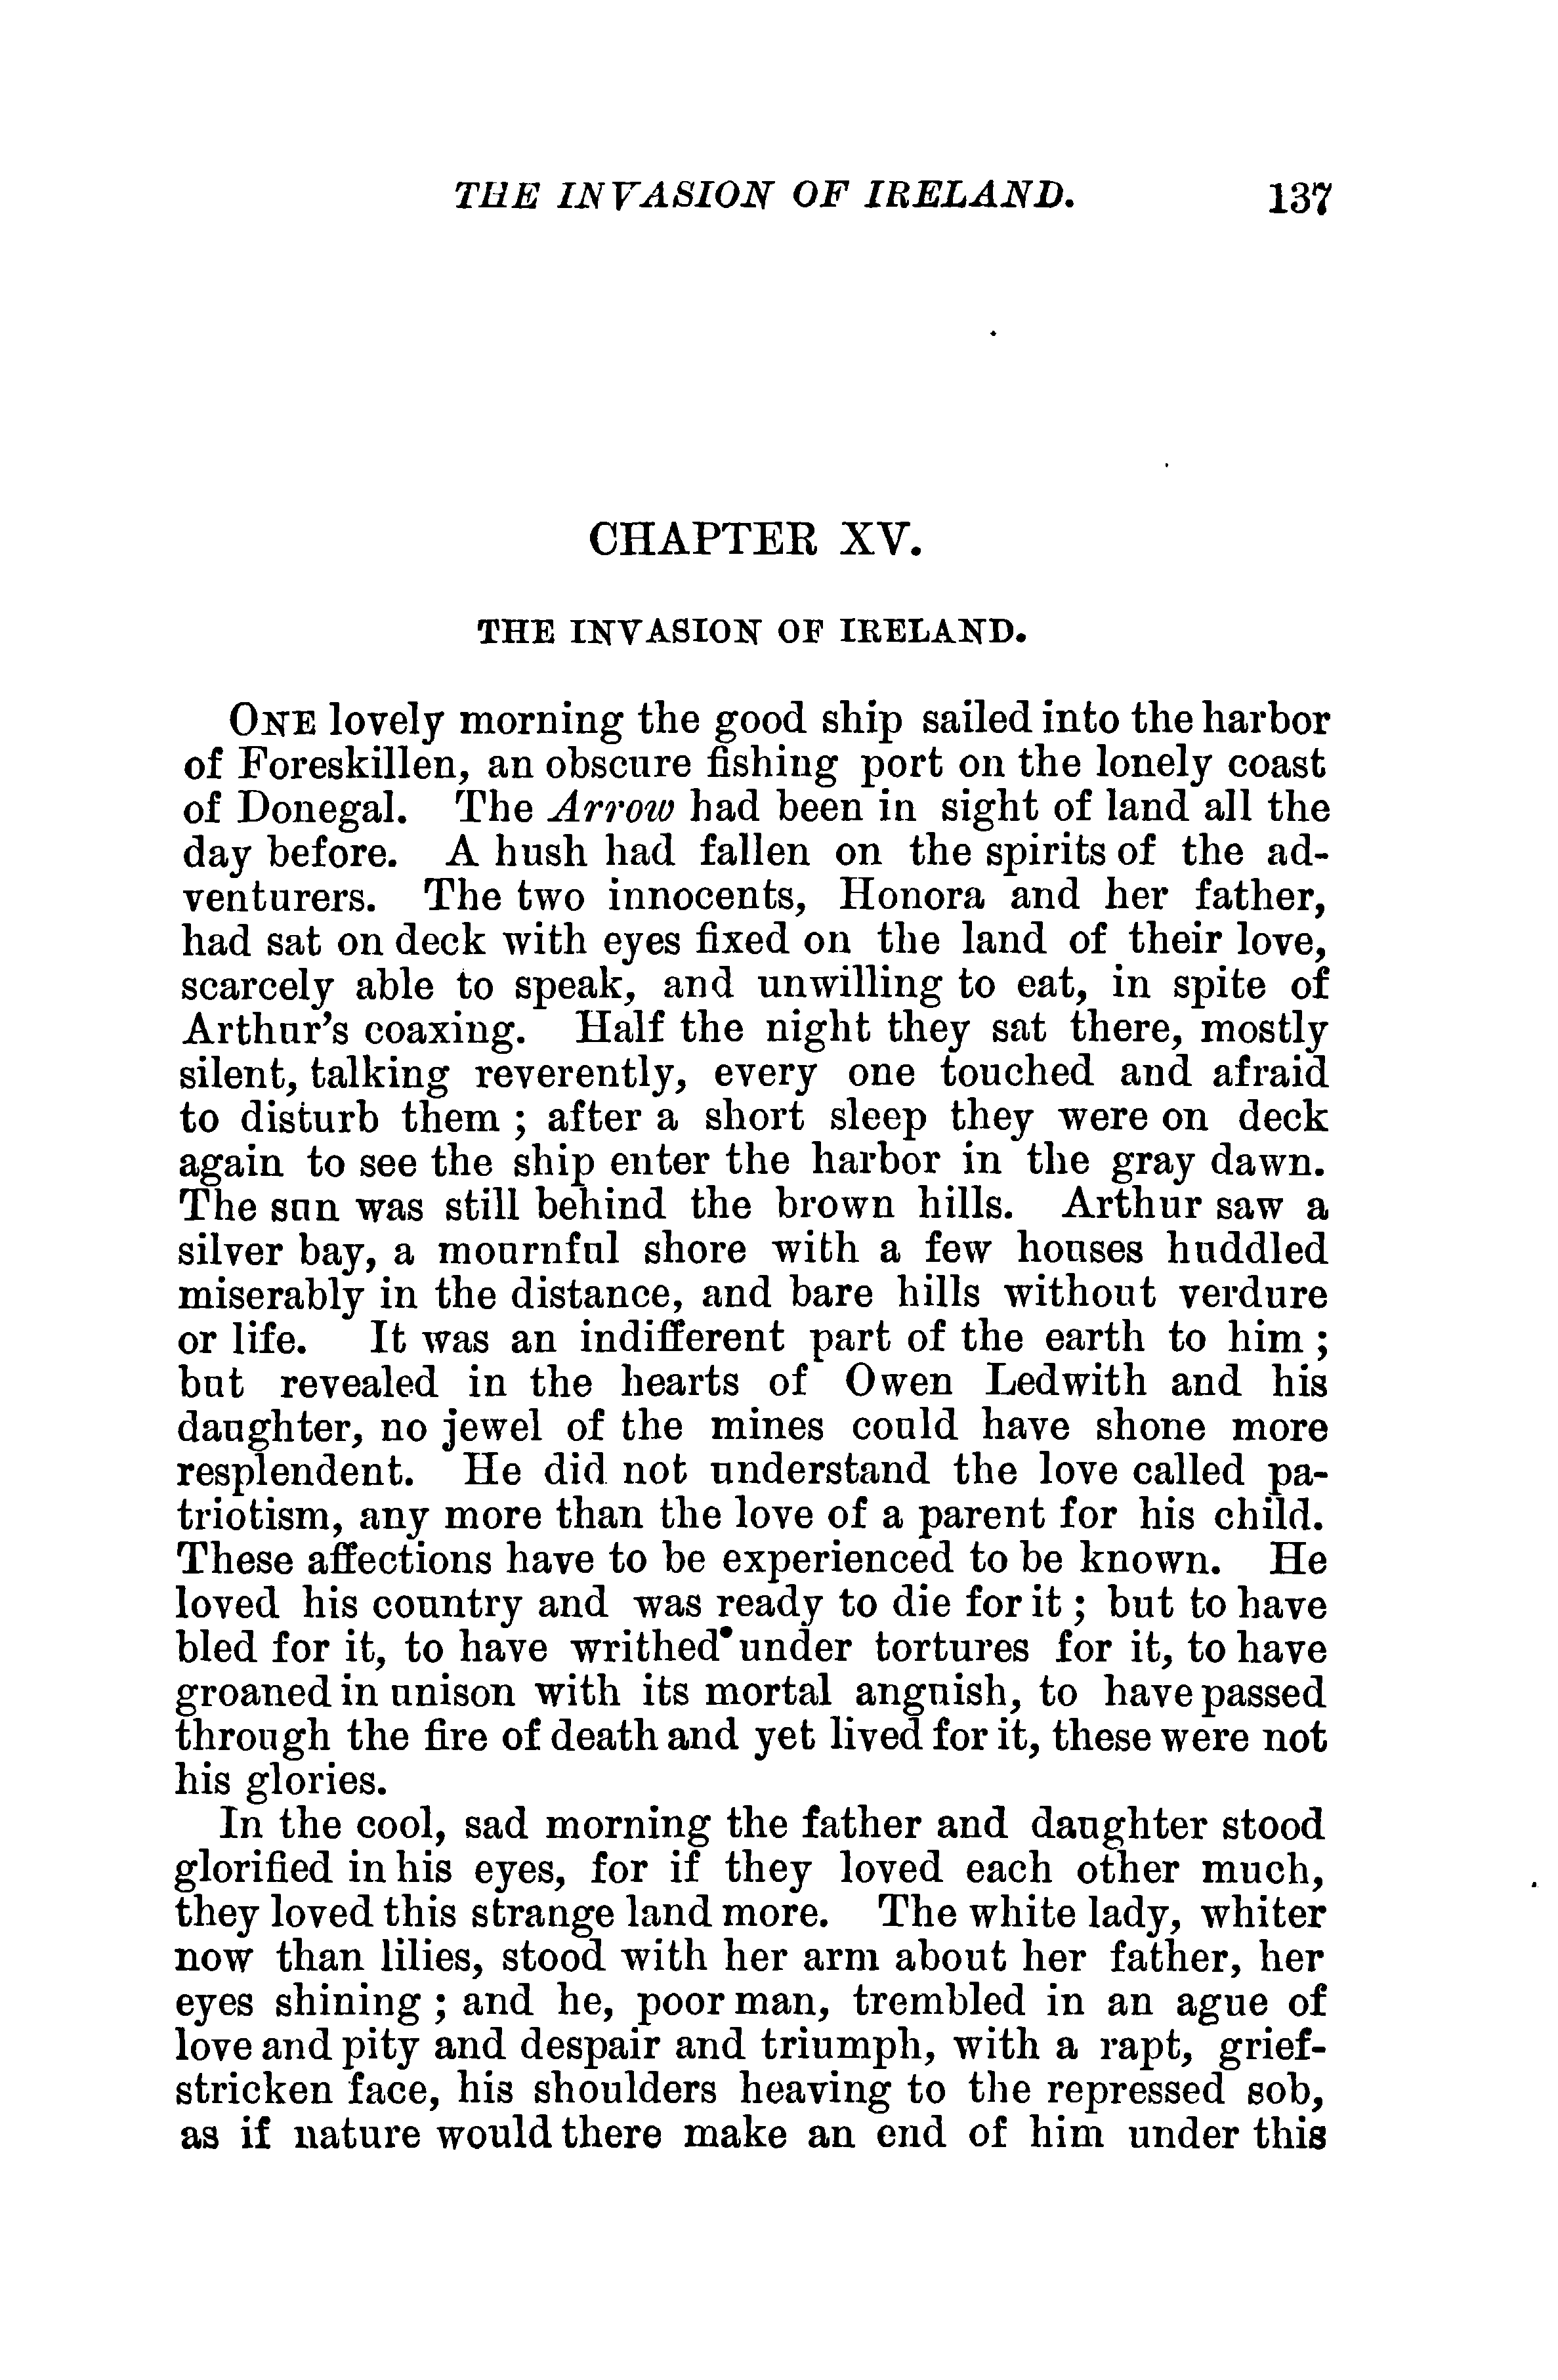 THE INVASION OF IRELAND. 137
CHAPTER XV.
THE INVASION OF IRELAND.
ONE lovely morning the good ship sailed into the harbor
of Foreskillen, an obscure fishing port on the lonely coast
of Donegal. The Arrow had been in sight of land all the
day before. A hush had fallen on the spirits of the ad-
venturers. The two innocents, Honora and her father,
had sat on deck with eyes fixed on the land of their love,
scarcely able to speak, and unwilling to eat, in spite of
Arthur's coaxing. Half the night they sat there, mostly
silent, talking reverently, every one touched and afraid
to disturb them ; after a short sleep they were on deck
again to see the ship enter the harbor in the gray dawn.
The sun was still behind the brown hills. Arthur saw a
silver bay, a mournful shore with a few houses huddled
miserably in the distance, and bare hills without verdure
or life. It was an indifferent part of the earth to him ;
but revealed in the hearts of Owen Ledwith and his
daughter, no jewel of the mines could have shone more
resplendent. He did not understand the love called pa-
triotism, any more than the love of a parent for his child.
These affections have to be experienced to be known. He
loved his country and was ready to die for it ; but to have
bled for it, to have writhed under tortures for it, to have
groaned in unison with its mortal anguish, to have passed
through the fire of death and yet lived for it, these were not
his glories.
In the cool, sad morning the father and daughter stood
glorified in his eyes, for if they loved each other much,
they loved this strange land more. The white lady, whiter
now than lilies, stood with her arm about her father, her
eyes shining ; and he, poor man, trembled in an ague of
love and pity and despair and triumph, with a rapt, grief-
stricken face, his shoulders heaving to the repressed sob,
as if nature would there make an end of him under this